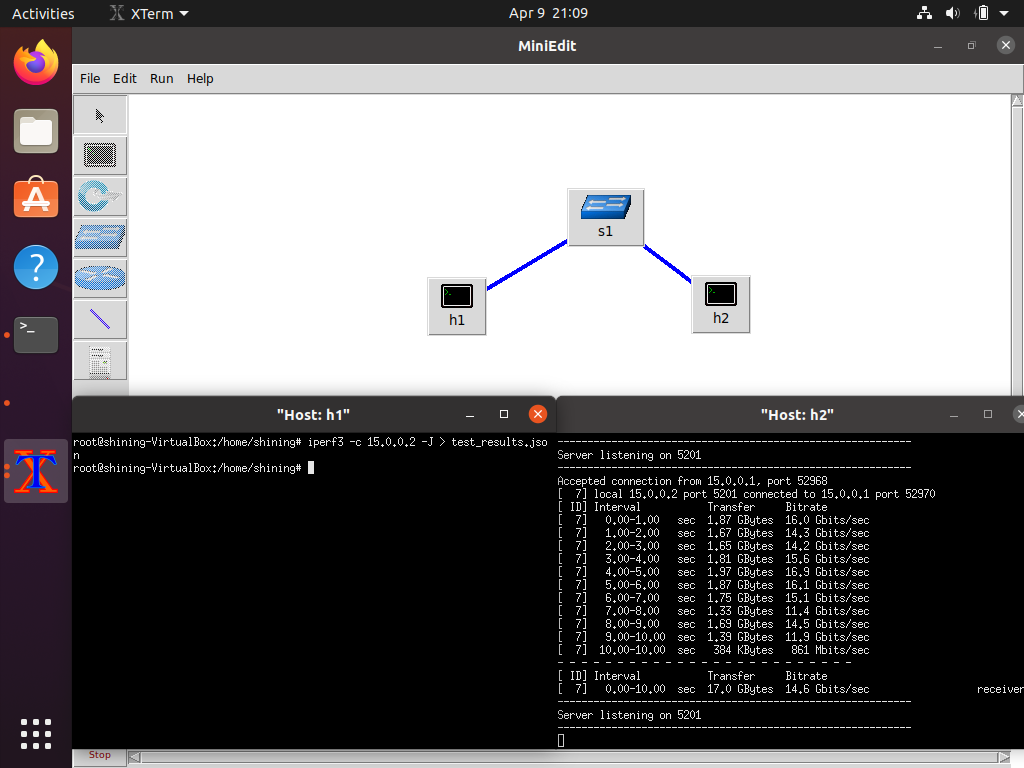 Activities XTerm Apr 9 21:09
MiniEdit
File Edit Run Help
s1
h1
h2
"Host: h1"
root@shining-VirtualBox:/home/shining# iperf3 -c 15.0.0.2 -J > test_results.jso
n
root@shining-VirtualBox:/home/shining#
"Host: h2"
-----------------------------------------------------------
Server listening on 5201
-----------------------------------------------------------
Accepted connection from 15.0.0.1, port 52968
[  7] local 15.0.0.2 port 5201 connected to 15.0.0.1 port 52970
[ ID] Interval           Transfer     Bitrate
[  7]   0.00-1.00   sec  1.87 GBytes  16.0 Gbits/sec
[  7]   1.00-2.00   sec  1.67 GBytes  14.3 Gbits/sec
[  7]   2.00-3.00   sec  1.65 GBytes  14.2 Gbits/sec
[  7]   3.00-4.00   sec  1.81 GBytes  15.6 Gbits/sec
[  7]   4.00-5.00   sec  1.97 GBytes  16.9 Gbits/sec
[  7]   5.00-6.00   sec  1.87 GBytes  16.1 Gbits/sec
[  7]   6.00-7.00   sec  1.75 GBytes  15.1 Gbits/sec
[  7]   7.00-8.00   sec  1.33 GBytes  11.4 Gbits/sec
[  7]   8.00-9.00   sec  1.69 GBytes  14.5 Gbits/sec
[  7]   9.00-10.00  sec  1.39 GBytes  11.9 Gbits/sec
[  7]  10.00-10.00  sec   384 KBytes   861 Mbits/sec
- - - - - - - - - - - - - - - - - - - - - - - - -
[ ID] Interval           Transfer     Bitrate
[  7]   0.00-10.00  sec  17.0 GBytes  14.6 Gbits/sec                  receiver
-----------------------------------------------------------
Server listening on 5201
-----------------------------------------------------------
Stop